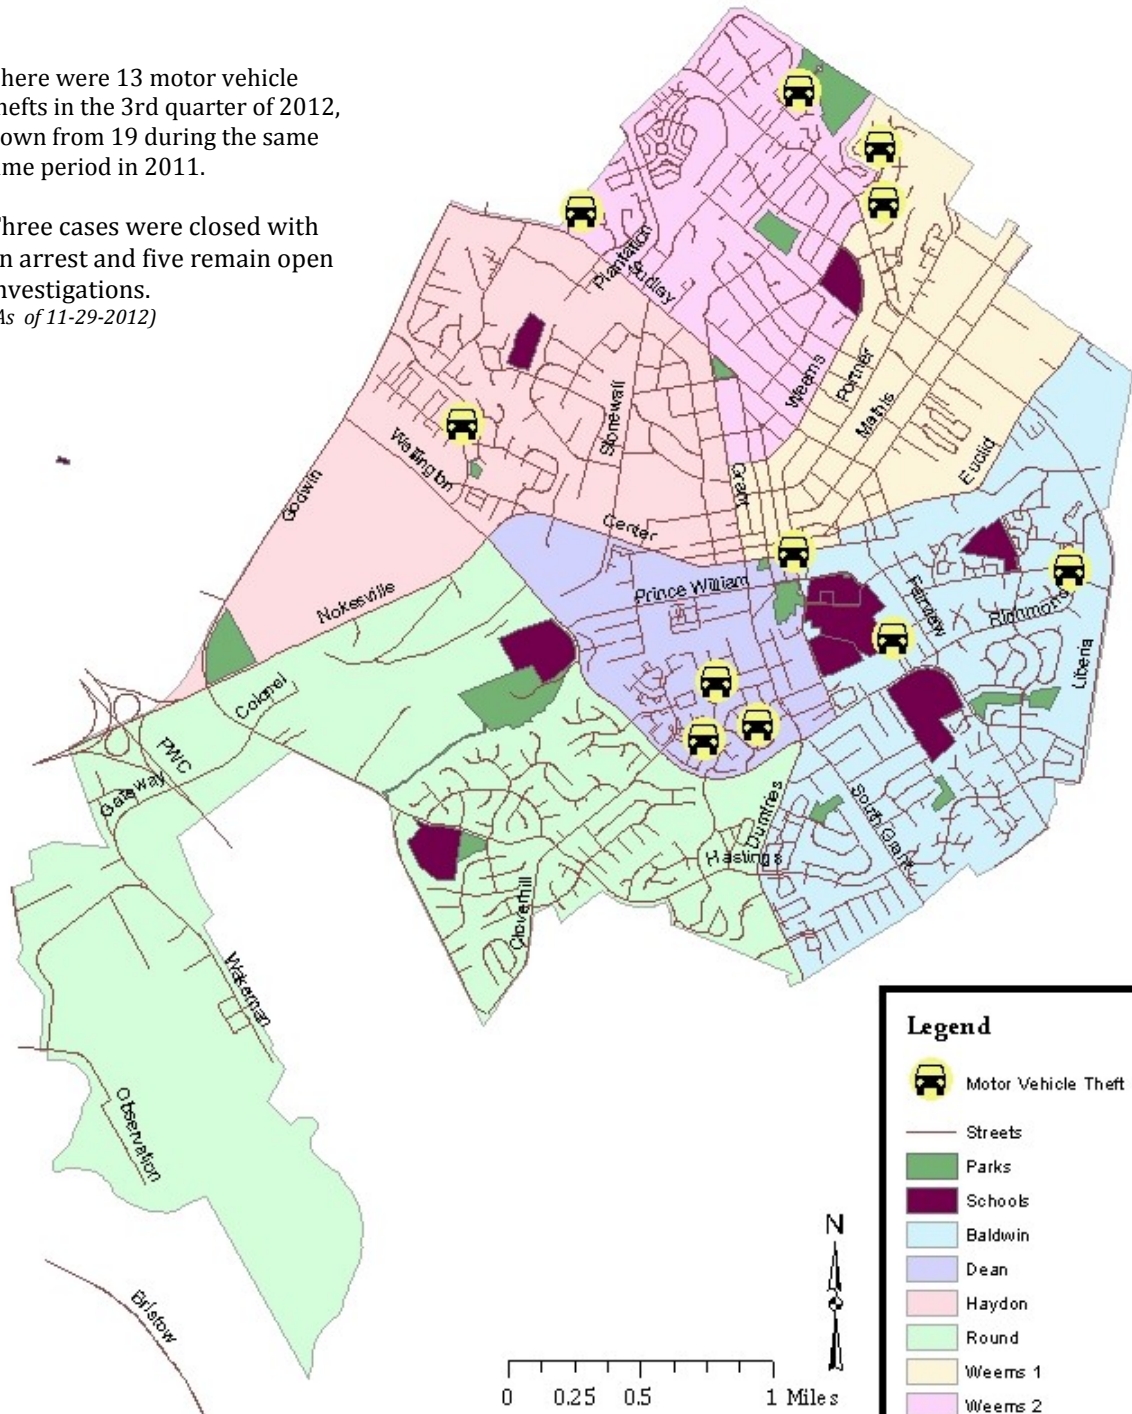 here were 13 motor vehicle
hefts in the 3rd quarter of 2012,
own from 19 during the same
ime period in 2011.
hree cases were closed with
n arrest and five remain open
nvestigations.
As of 11-29-2012)
Plantation
Sudley
Weems
Portner
Mathis
Stonewall
Wellington
Grant
Euclid
Godwin
Center
Prince William
Fairview
Richmond
Nokesville
Liberia
Colonel
PWC
Gateway
Dumfries
South Grant
Hastings
Cloverhill
Wakeman
Observation
Bristow
Legend
Motor Vehicle Theft
Streets
Parks
Schools
Baldwin
Dean
Haydon
Round
Weems 1
Weems 2
N
0 0.25 0.5 1 Miles